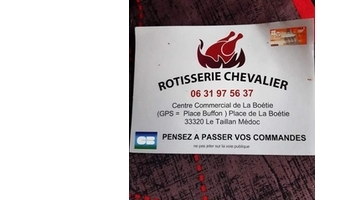 ROTISSERIE CHEVALIER
06 31 97 56 37
Centre Commercial de La Boëtie
(GPS = Place Buffon ) Place de La Boëtie
33320 Le Taillan Médoc
CB
PENSEZ A PASSER VOS COMMANDES
ne pas jeter sur la voie publique